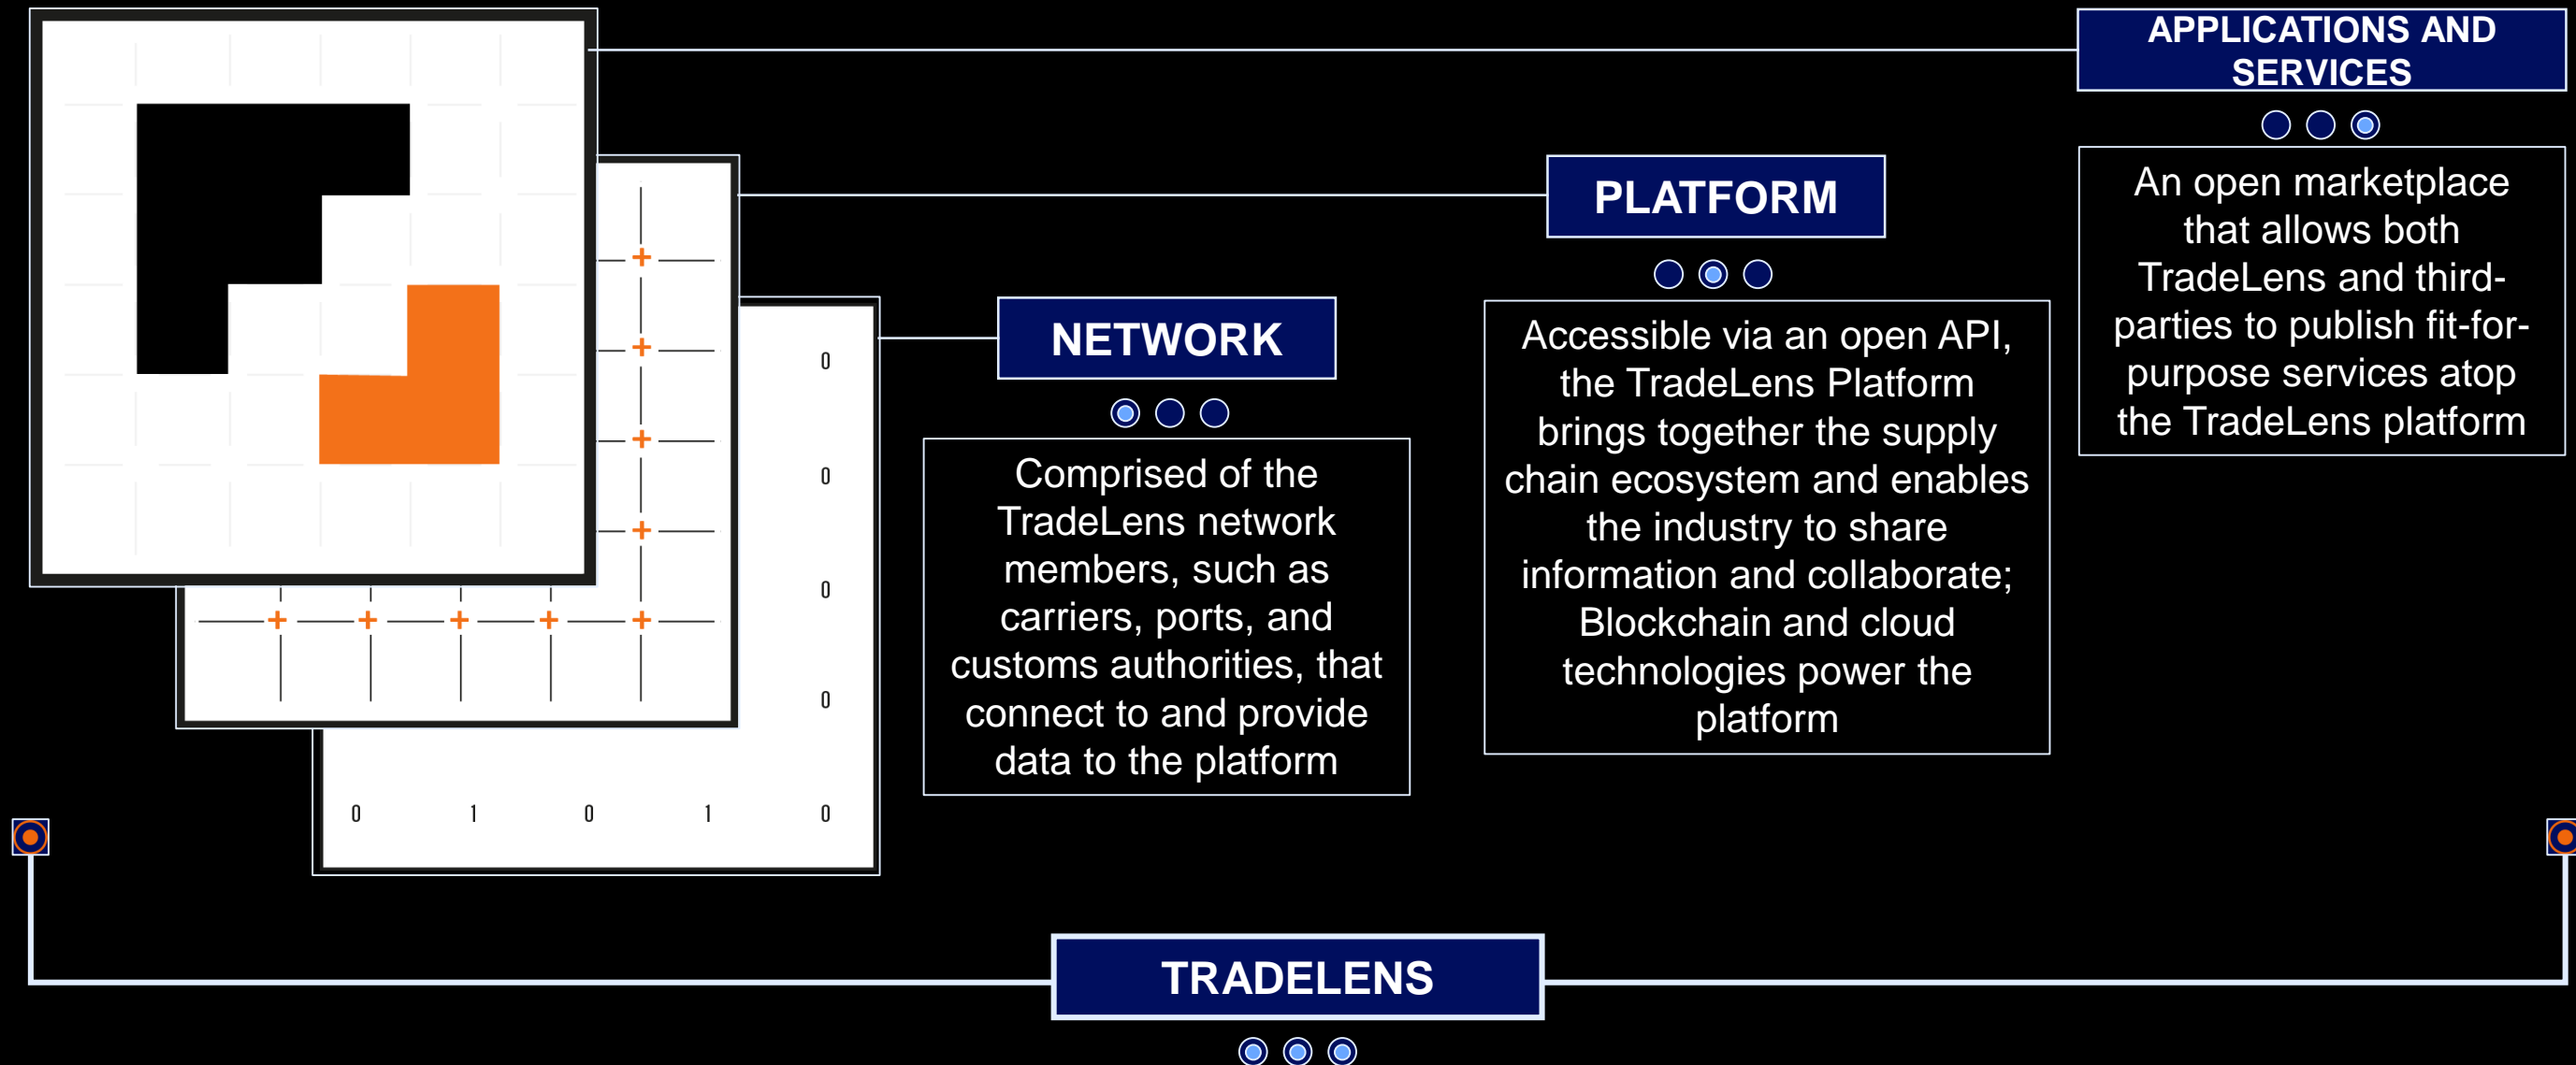 APPLICATIONS AND
SERVICES
An open marketplace
that allows both
TradeLens and third-
parties to publish fit-for-
purpose services atop
the TradeLens platform
PLATFORM
Accessible via an open API,
the TradeLens Platform
brings together the supply
chain ecosystem and enables
the industry to share
information and collaborate;
Blockchain and cloud
technologies power the
platform
NETWORK
Comprised of the
TradeLens network
members, such as
carriers, ports, and
customs authorities, that
connect to and provide
data to the platform
0
0
0
0
0 1 0 1 0
TRADELENS